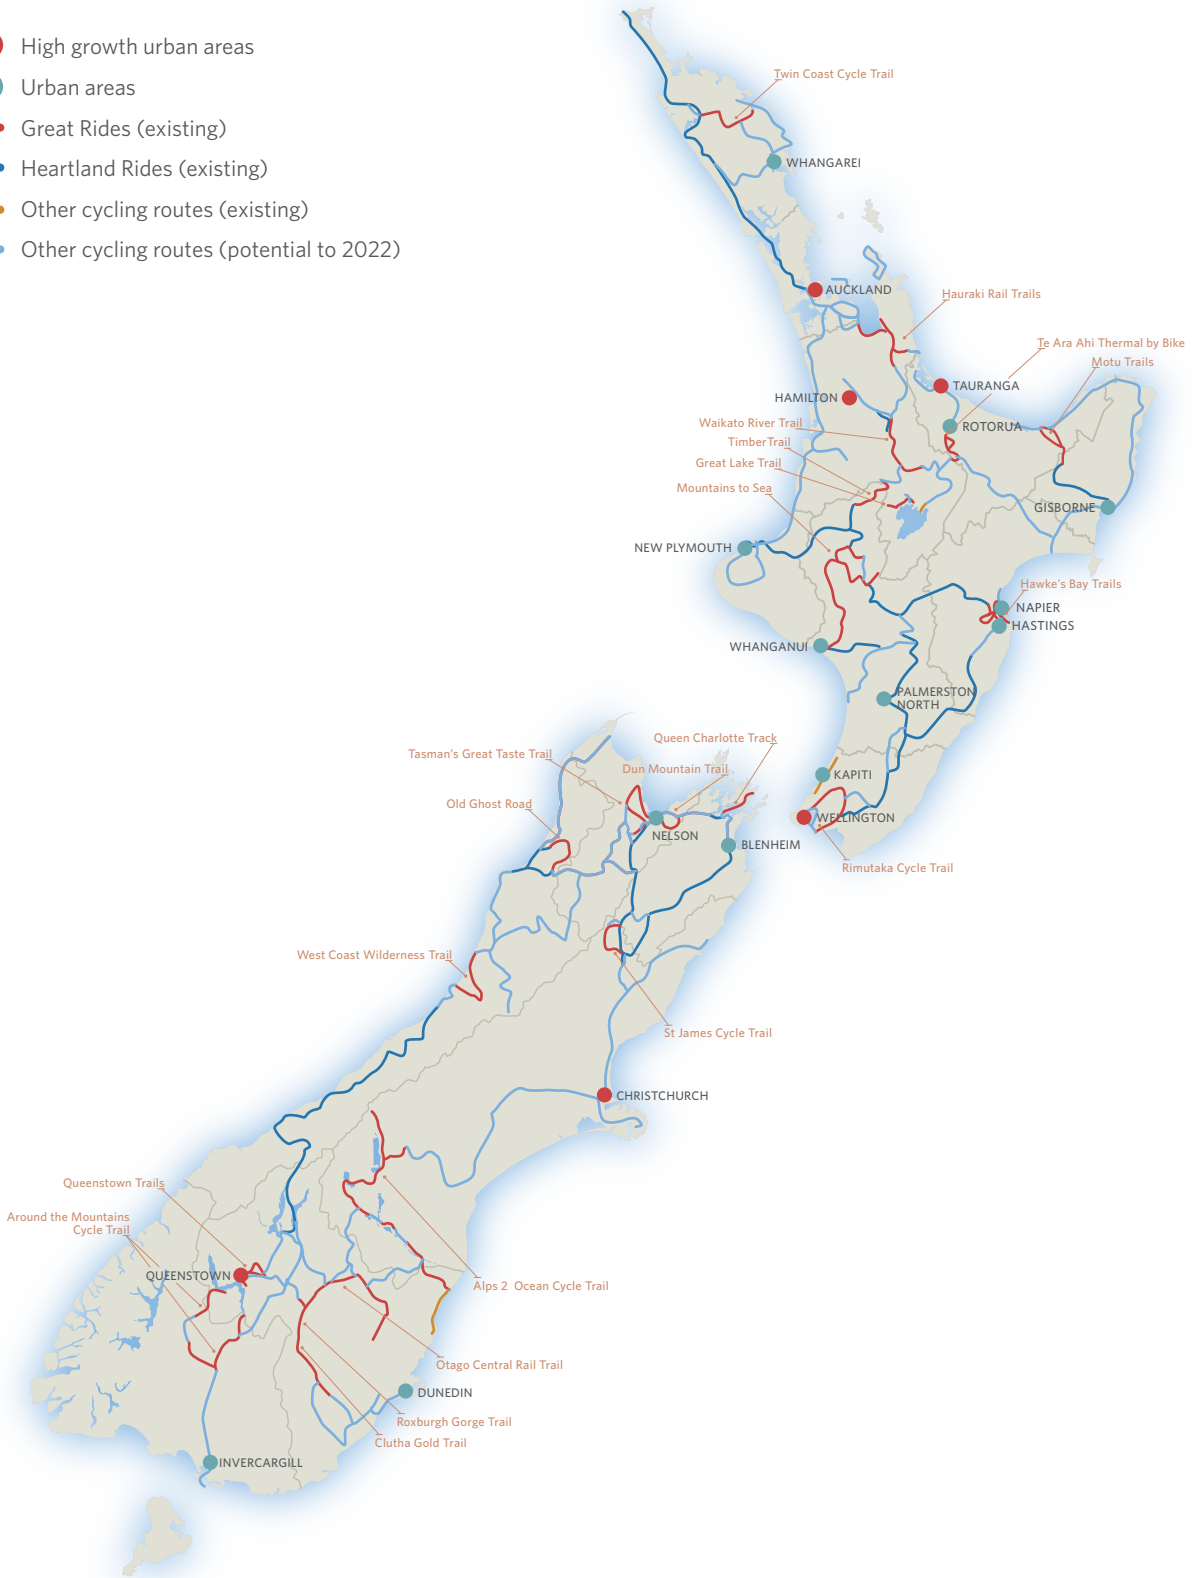 High growth urban areas
Urban areas
Great Rides (existing)
Heartland Rides (existing)
Other cycling routes (existing)
Other cycling routes (potential to 2022)
Twin Coast Cycle Trail
WHANGAREI
AUCKLAND
Hauraki Rail Trails
Te Ara Ahi Thermal by Bike
Motu Trails
TAURANGA
HAMILTON
ROTORUA
Waikato River Trail
TimberTrail
Great Lake Trail
Mountains to Sea
GISBORNE
NEW PLYMOUTH
Hawke's Bay Trails
NAPIER
HASTINGS
WHANGANUI
PALMERSTON
NORTH
Queen Charlotte Track
Tasman's Great Taste Trail
Dun Mountain Trail
KAPITI
Old Ghost Road
WELLINGTON
NELSON
BLENHEIM
Rimutaka Cycle Trail
West Coast Wilderness Trail
St James Cycle Trail
CHRISTCHURCH
Queenstown Trails
Around the Mountains
Cycle Trail
QUEENSTOWN
Alps 2 Ocean Cycle Trail
Otago Central Rail Trail
DUNEDIN
Roxburgh Gorge Trail
Clutha Gold Trail
INVERCARGILL